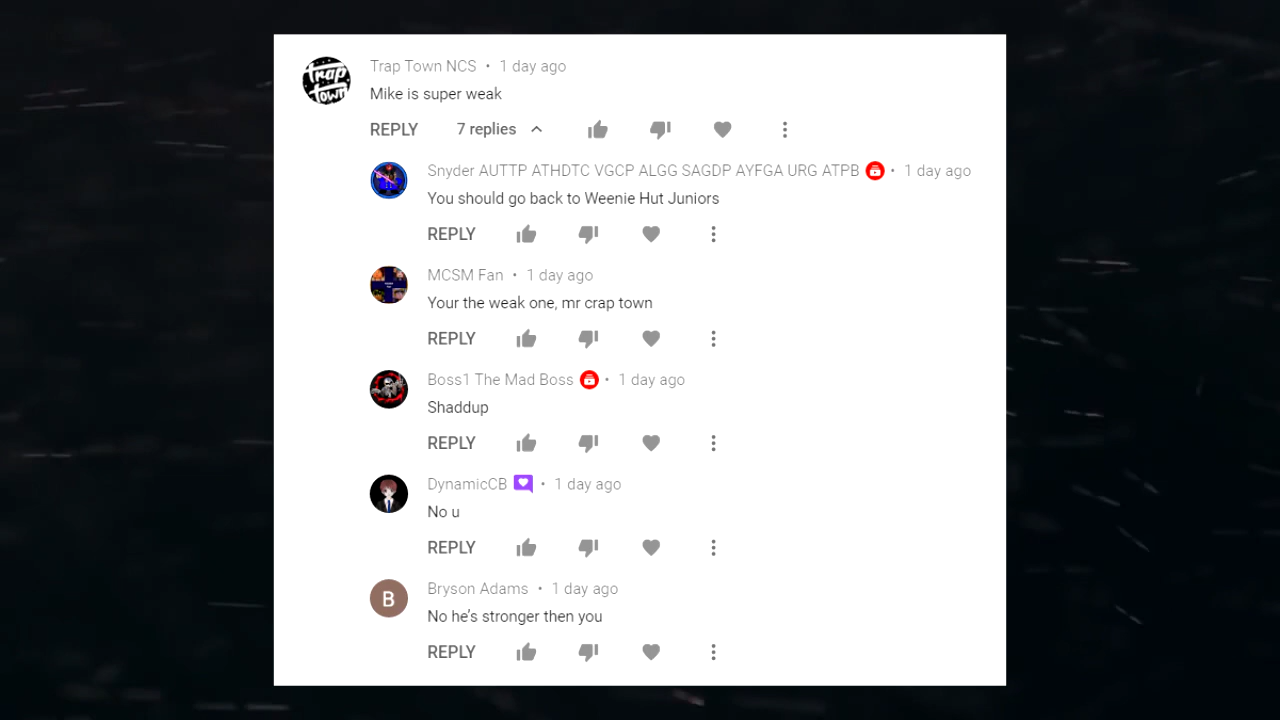 Trap Town
Trap Town NCS • 1 day ago
Mike is super weak
REPLY 7 replies
Snyder AUTTP ATHDTC VGCP ALGG SAGDP AYFGA URG ATPB • 1 day ago
You should go back to Weenie Hut Juniors
REPLY
MCSM Fan • 1 day ago
Your the weak one, mr crap town
REPLY
Boss1 The Mad Boss • 1 day ago
Shaddup
REPLY
DynamicCB • 1 day ago
No u
REPLY
B
Bryson Adams • 1 day ago
No he's stronger then you
REPLY